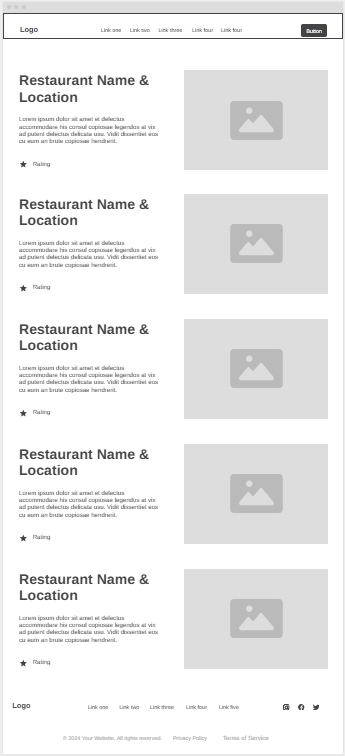 Logo
Link one Link two Link three Link four Link four Button
Restaurant Name &
Location
Lorem ipsum dolor sit amet et delectus
accommodare his consul copiosae legendos at vix
ad putent delectus delicata usu. Vidit dissentiet eos
cu eum an brute copiosae hendrerit.
Rating
Restaurant Name &
Location
Lorem ipsum dolor sit amet et delectus
accommodare his consul copiosae legendos at vix
ad putent delectus delicata usu. Vidit dissentiet eos
cu eum an brute copiosae hendrerit.
Rating
Restaurant Name &
Location
Lorem ipsum dolor sit amet et delectus
accommodare his consul copiosae legendos at vix
ad putent delectus delicata usu. Vidit dissentiet eos
cu eum an brute copiosae hendrerit.
Rating
Restaurant Name &
Location
Lorem ipsum dolor sit amet et delectus
accommodare his consul copiosae legendos at vix
ad putent delectus delicata usu. Vidit dissentiet eos
cu eum an brute copiosae hendrerit.
Rating
Restaurant Name &
Location
Lorem ipsum dolor sit amet et delectus
accommodare his consul copiosae legendos at vix
ad putent delectus delicata usu. Vidit dissentiet eos
cu eum an brute copiosae hendrerit.
Rating
Logo
Link one Link two Link three Link four Link five
© 2024 Your Website. All rights reserved. Privacy Policy Terms of Service